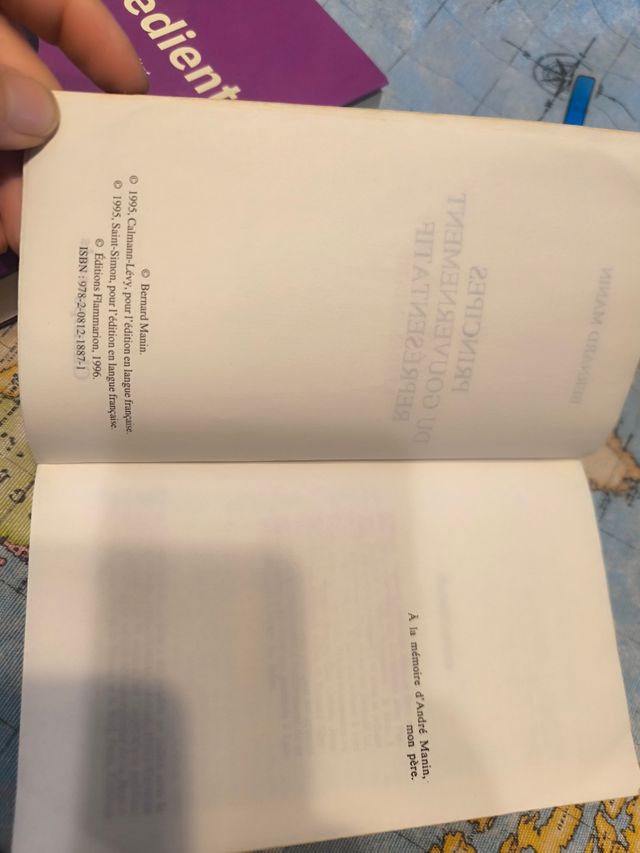 edient
BERNARD MANIN
PRINCIPES
DU GOUVERNEMENT
REPRÉSENTATIF
© Bernard Manin.
© 1995, Calmann-Lévy, pour l'édition en langue française.
© 1995, Saint-Simon, pour l'édition en langue française.
© Éditions Flammarion, 1996.
ISBN : 978-2-0812-1887-1
À la mémoire d'André Manin,
mon père.